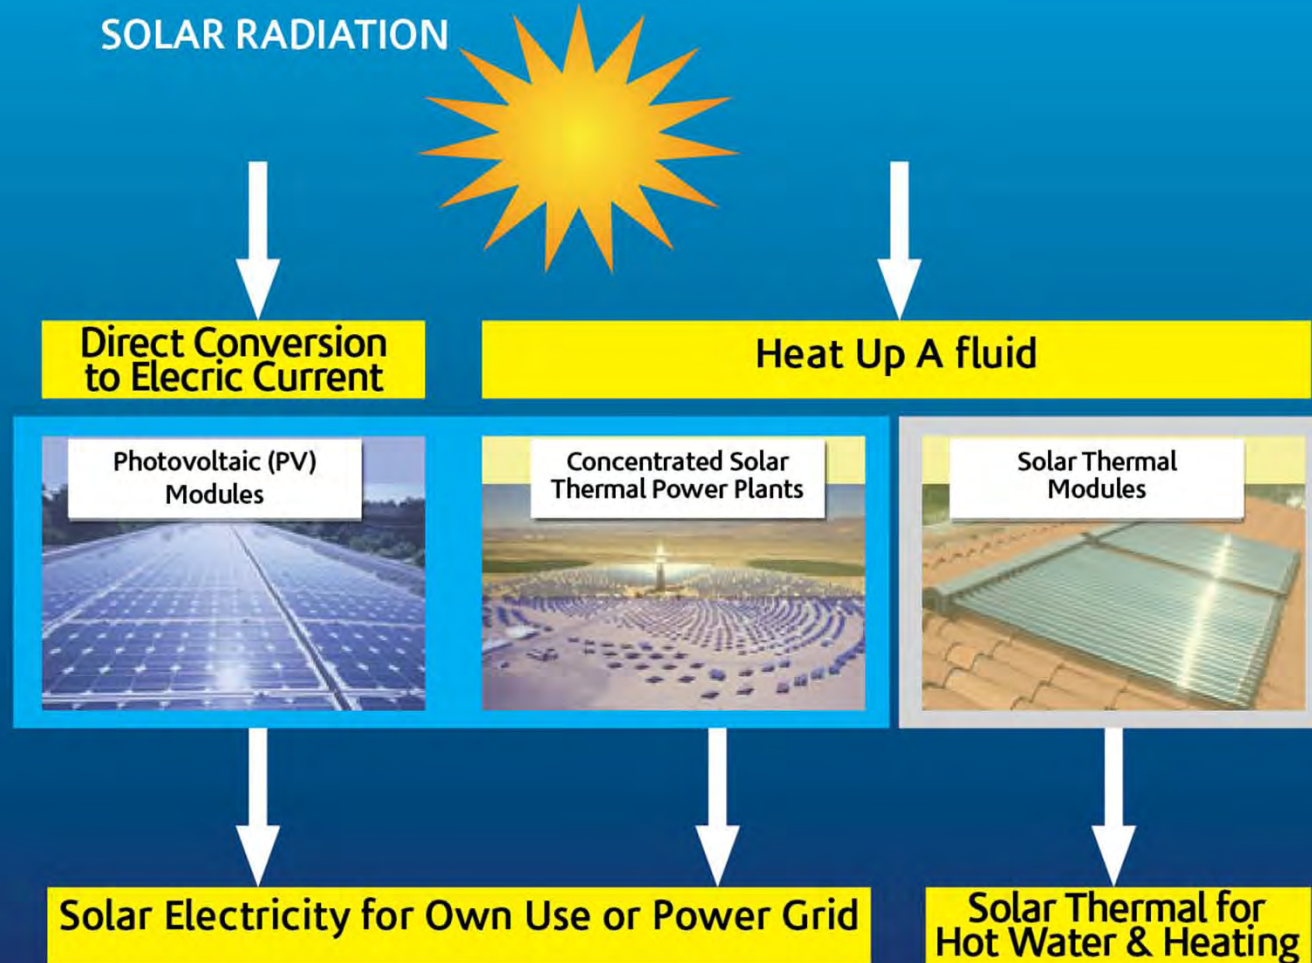 SOLAR RADIATION
Direct Conversion
to Elecric Current
Heat Up A fluid
Photovoltaic (PV)
Modules
Concentrated Solar
Thermal Power Plants
Solar Thermal
Modules
Solar Electricity for Own Use or Power Grid
Solar Thermal for
Hot Water & Heating